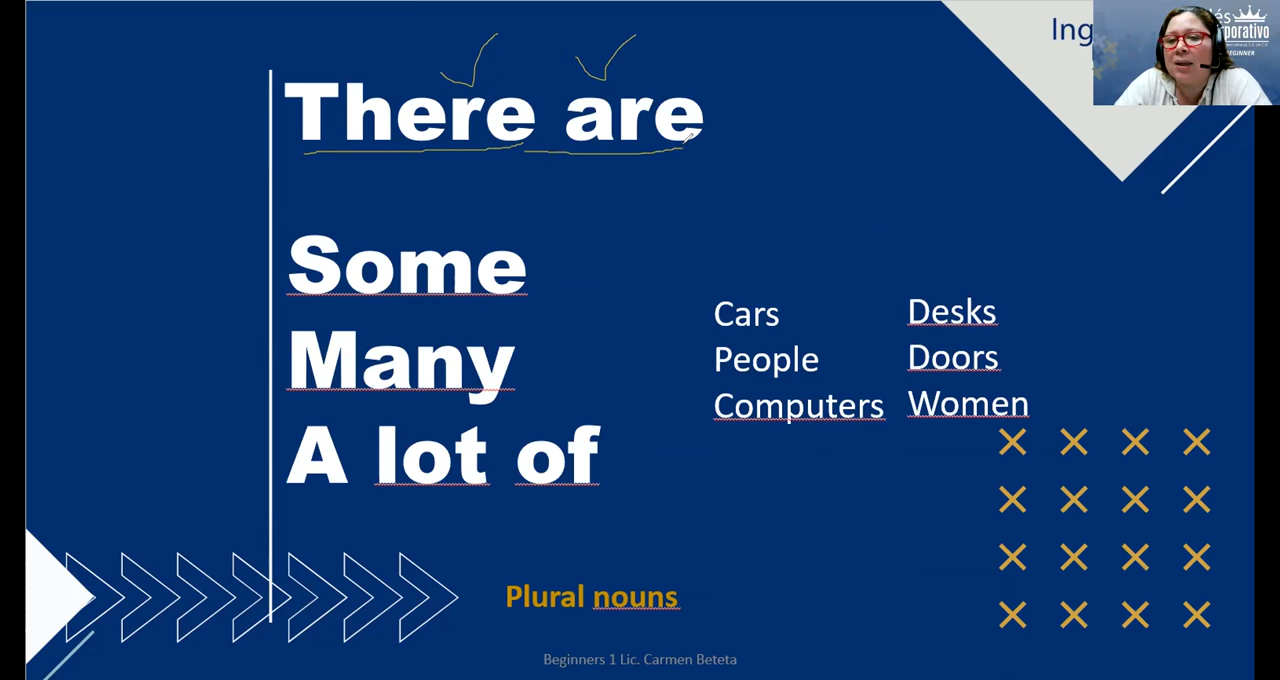 There are
Some
Many
A lot of
Cars
People
Computers
Desks
Doors
Women
Plural nouns
Beginners 1 Lic. Carmen Beteta
Ing